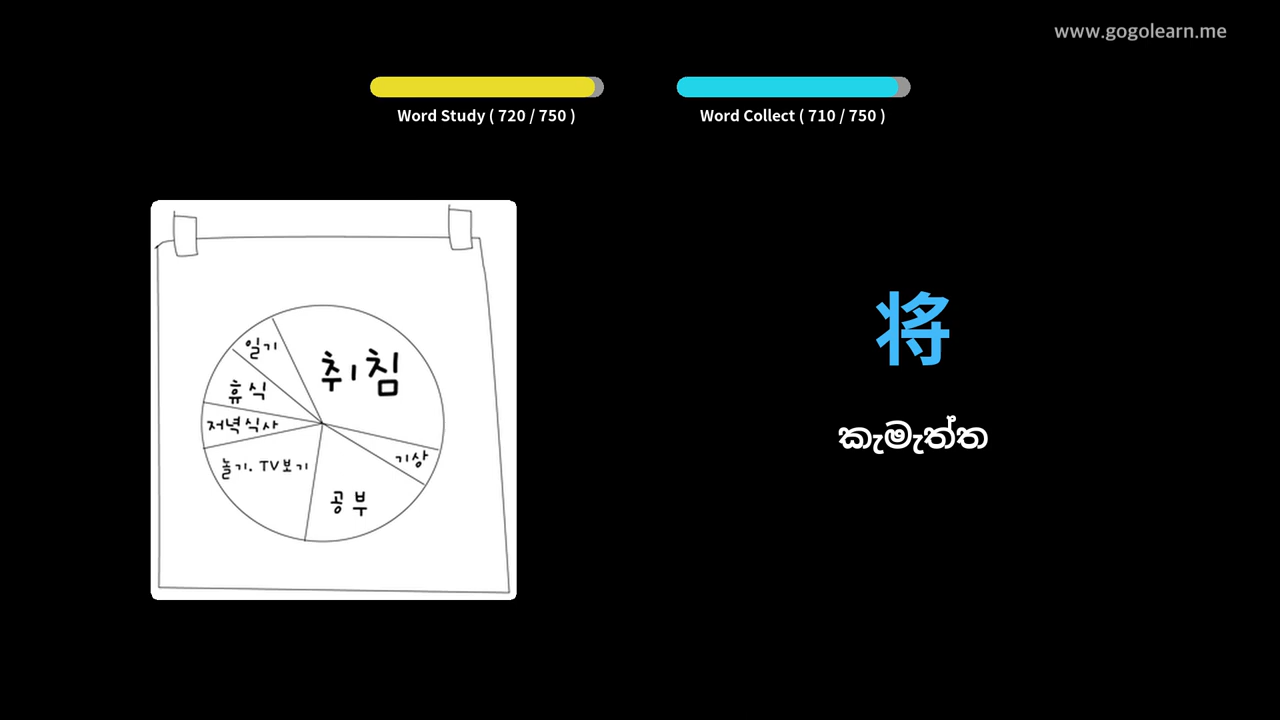 www.gogolearn.me
Word Study ( 720 / 750 )
Word Collect ( 710 / 750 )
일기
취침
휴식
저녁식사
놀기. TV보기
기상
공부
将
කැමැත්ත